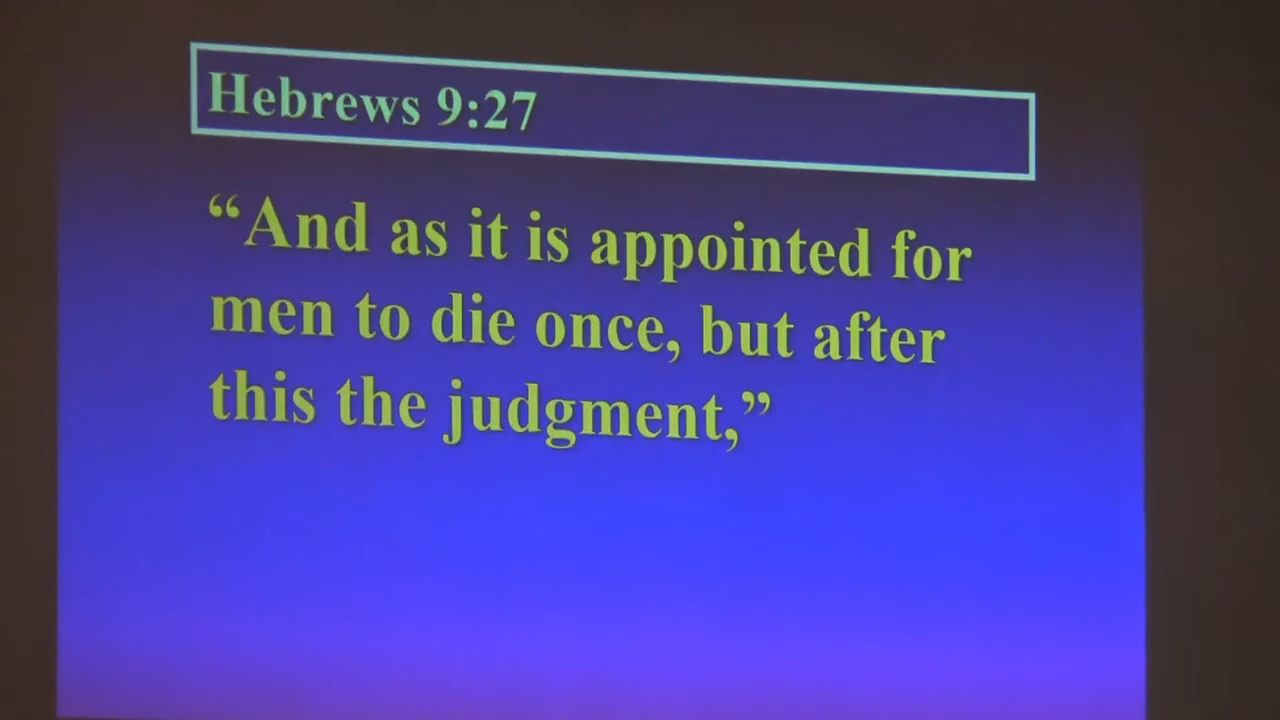 Hebrews 9:27
“And as it is appointed for
men to die once, but after
this the judgment,”